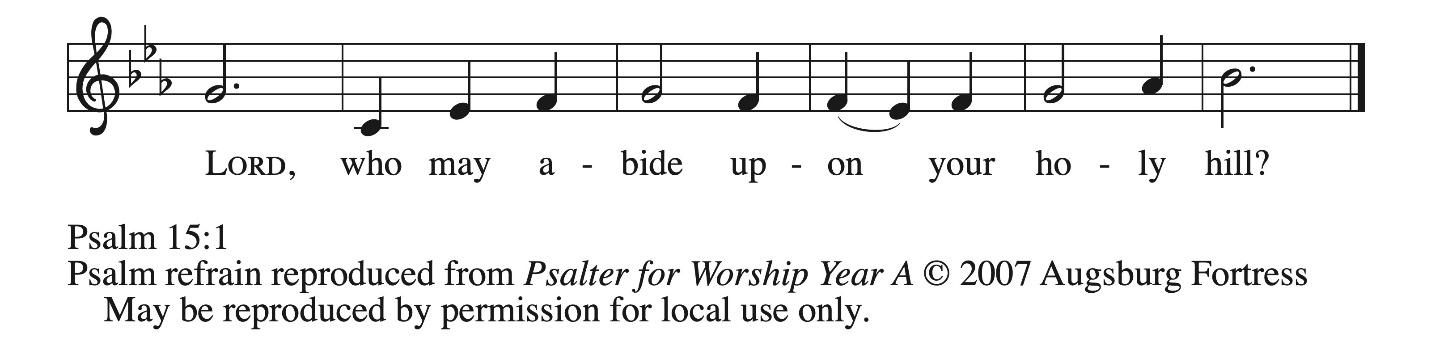 LORD, who may a - bide up - on your ho - ly hill?
Psalm 15:1
Psalm refrain reproduced from Psalter for Worship Year A © 2007 Augsburg Fortress
May be reproduced by permission for local use only.